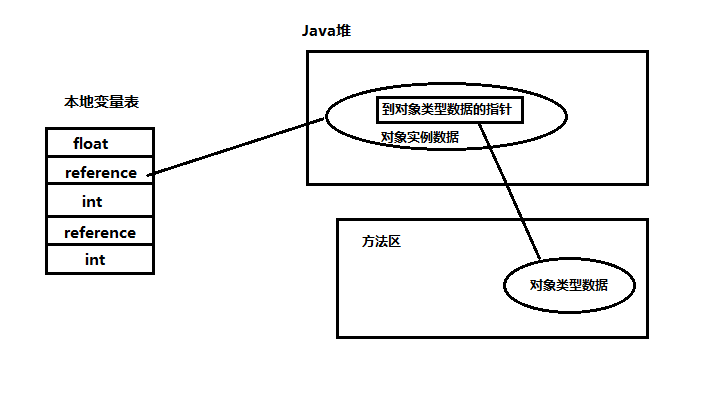 Java堆
本地变量表
到对象类型数据的指针
对象实例数据
float
reference
int
reference
int
方法区
对象类型数据